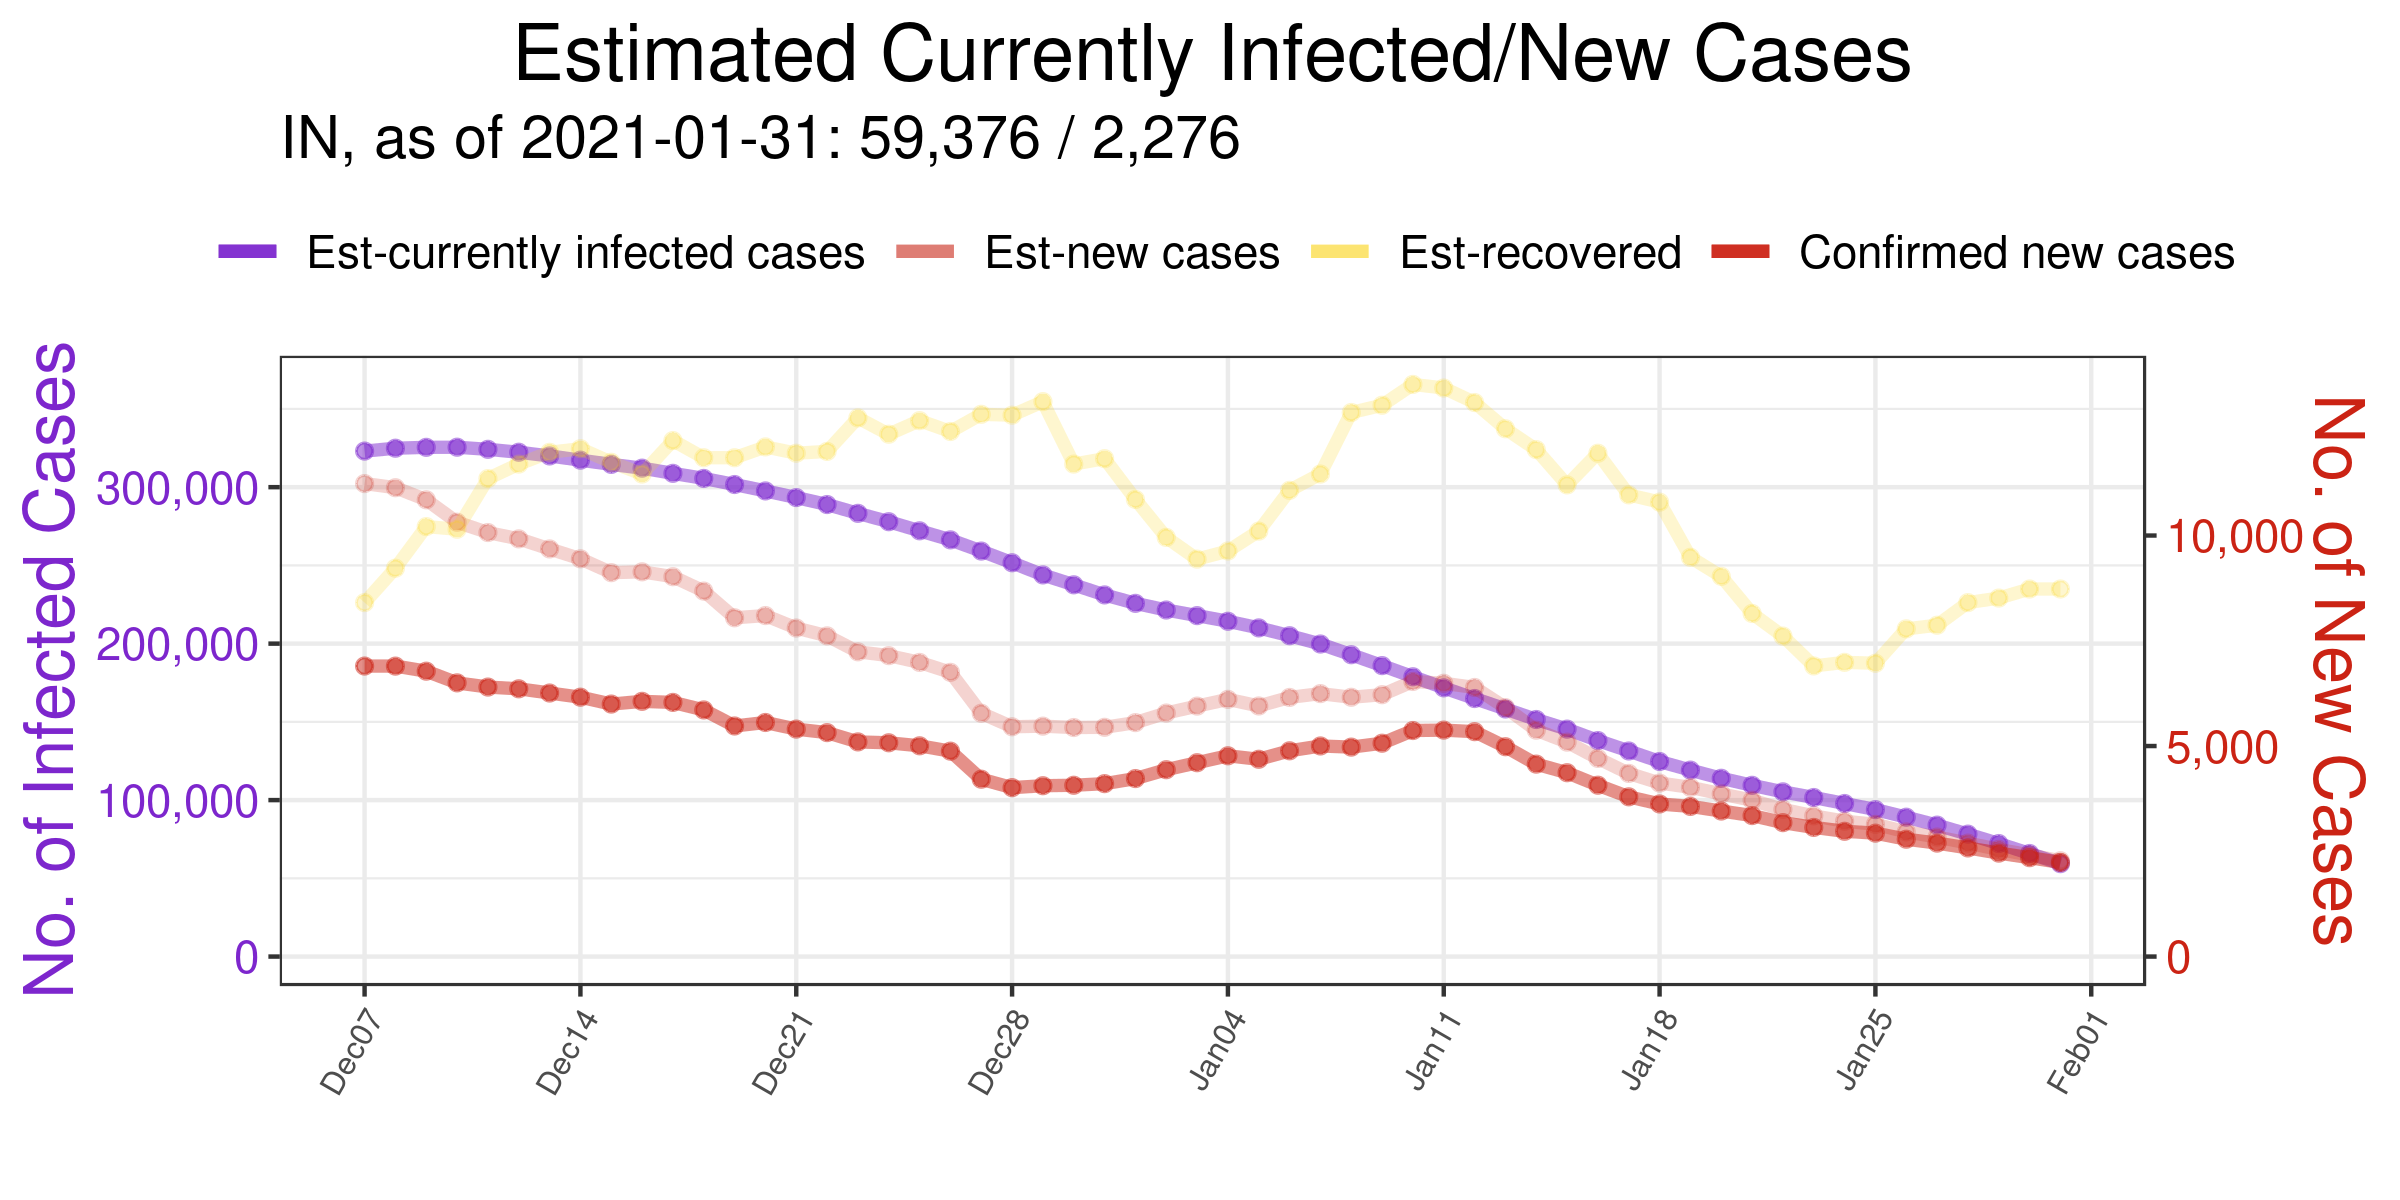 Estimated Currently Infected/New Cases
IN, as of 2021-01-31: 59,376 / 2,276
Est-currently infected cases Est-new cases Est-recovered Confirmed new cases
No. of Infected Cases
300,000
200,000
100,000
0
10,000
5,000
0
No. of New Cases
Dec07 Dec14 Dec21 Dec28 Jan04 Jan11 Jan18 Jan25 Feb01